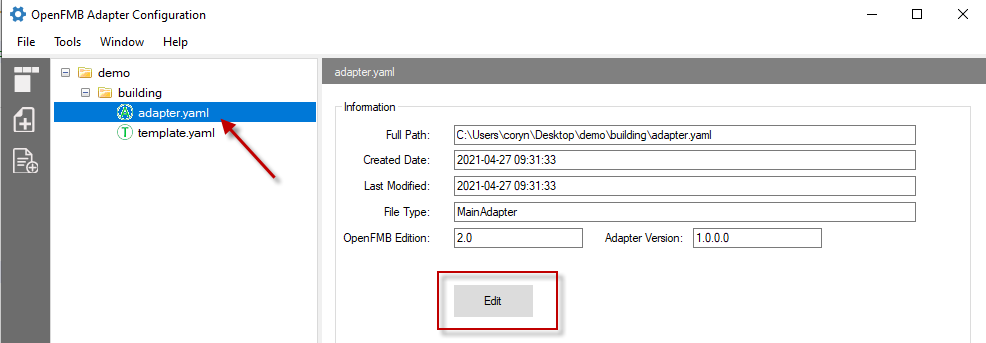 OpenFMB Adapter Configuration
File Tools Window Help
demo
building
adapter.yaml
T template.yaml
adapter.yaml
Information
Full Path: C:\Users\coryn\Desktop\demo\building\adapter.yaml
Created Date: 2021-04-27 09:31:33
Last Modified: 2021-04-27 09:31:33
File Type: MainAdapter
OpenFMB Edition: 2.0 Adapter Version: 1.0.0.0
Edit